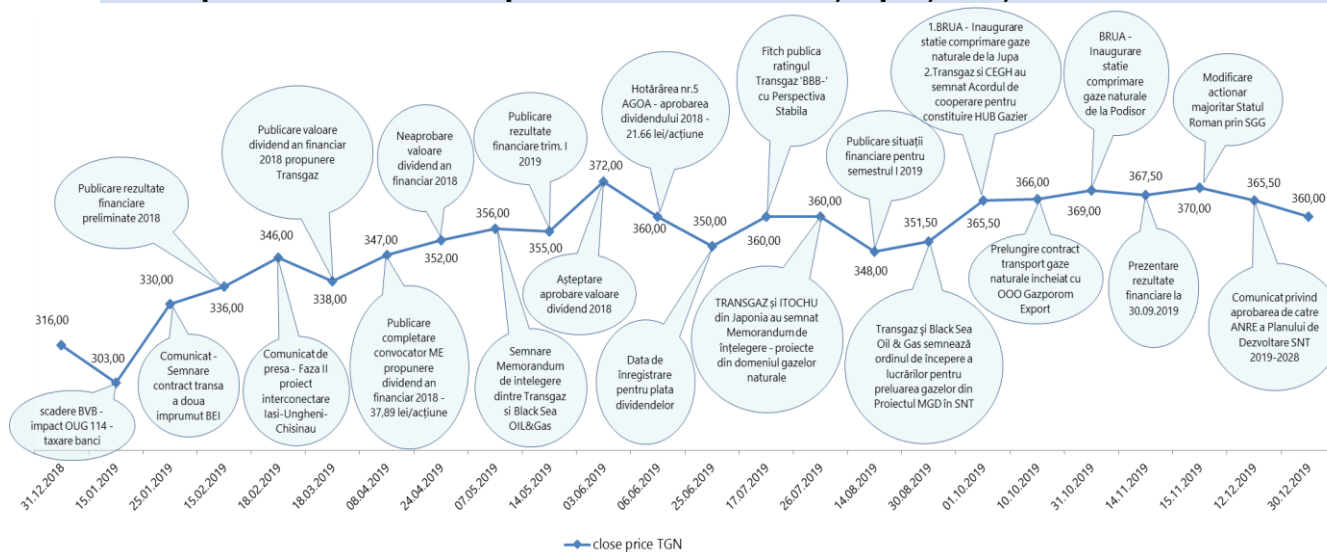 Publicare rezultate
financiare
preliminate 2018
Publicare valoare
dividend an financiar
2018 propunere
Transgaz
Neaprobare
valoare
dividend an
financiar 2018
Publicare
rezultate
financiare trim. I
2019
Hotărârea nr.5
AGOA - aprobarea
dividendului 2018 -
21.66 lei/acțiune
Fitch publica
ratingul
Transgaz 'BBB-'
cu Perspectiva
Stabila
Publicare situații
financiare pentru
semestrul I 2019
1.BRUA - Inaugurare
statie comprimare gaze
naturale de la Jupa
2.Transgaz si CEGH au
semnat Acordul de
cooperare pentru
constituire HUB Gazier
BRUA -
Inaugurare
statie
comprimare
gaze naturale
de la Podisor
Modificare
actionar
majoritar Statul
Roman prin SGG
316,00
303,00
330,00
336,00
346,00
338,00
347,00
352,00
356,00
355,00
372,00
360,00
350,00
360,00
360,00
348,00
351,50
365,50
366,00
369,00
367,50
370,00
365,50
360,00
scadere BVB -
impact OUG 114 -
taxare banci
Comunicat -
Semnare
contract transa
a doua
imprumut BEI
Comunicat de
presa - Faza II
proiect
interconectare
Iasi-Ungheni-
Chisinau
Publicare
completare
convocator ME
propunere
dividend an
financiar 2018 -
37,89 lei/acțiune
Semnare
Memorandum
de intelegere
dintre Transgaz
si Black Sea
OIL&Gas
Așteptare
aprobare valoare
dividend 2018
Data de
înregistrare
pentru plata
dividendelor
TRANSGAZ și ITOCHU
din Japonia au semnat
Memorandum de
înțelegere - proiecte
din domeniul gazelor
naturale
Transgaz și Black Sea
Oil & Gas semnează
ordinul de începere a
lucrărilor pentru
preluarea gazelor din
Proiectul MGD în SNT
Prelungire contract
transport gaze
naturale incheiat cu
OOO Gazporom
Export
Prezentare
rezultate
financiare la
30.09.2019
Comunicat privind
aprobarea de catre
ANRE a Planului de
Dezvoltare SNT
2019-2028
31.12.2018
15.01.2019
25.01.2019
15.02.2019
18.02.2019
18.03.2019
08.04.2019
24.04.2019
07.05.2019
14.05.2019
03.06.2019
06.06.2019
25.06.2019
17.07.2019
26.07.2019
14.08.2019
30.08.2019
01.10.2019
10.10.2019
31.10.2019
14.11.2019
15.11.2019
12.12.2019
30.12.2019
close price TGN